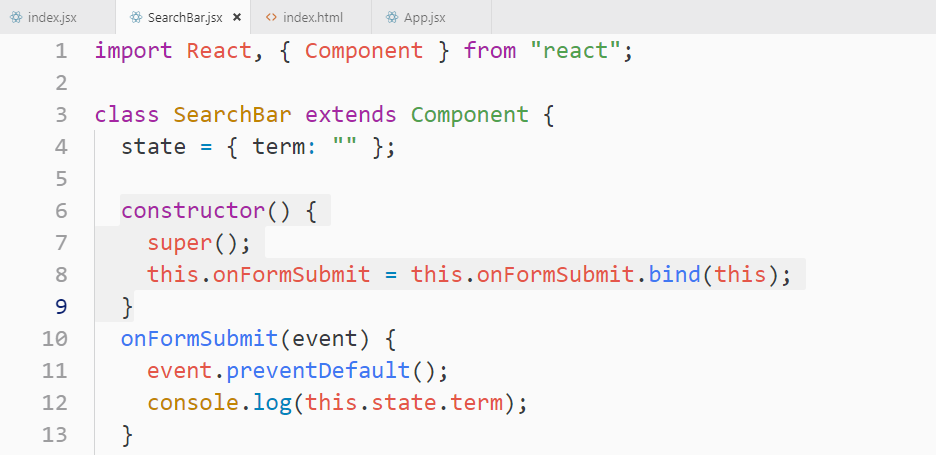 index.jsx SearchBar.jsx × index.html App.jsx
1 import React, { Component } from "react";
2
3 class SearchBar extends Component {
4   state = { term: "" };
5
6   constructor() {
7     super();
8     this.onFormSubmit = this.onFormSubmit.bind(this);
9   }
10   onFormSubmit(event) {
11     event.preventDefault();
12     console.log(this.state.term);
13   }